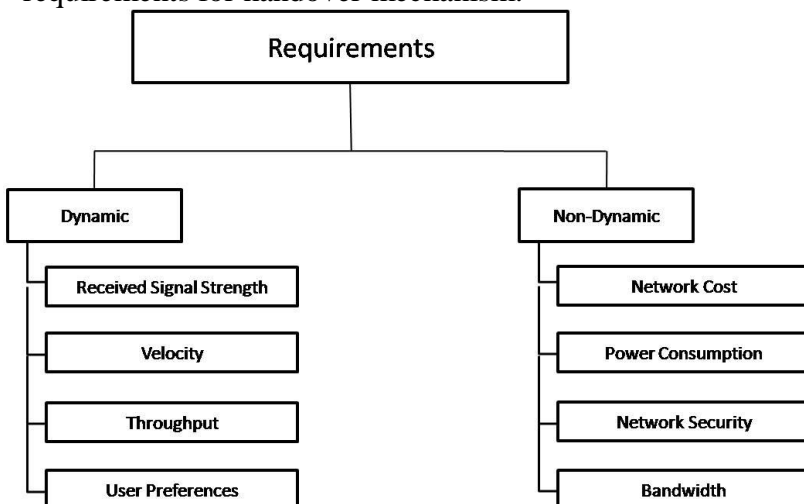 requirements for handover mechanism.
Requirements
Dynamic
Non-Dynamic
Received Signal Strength
Network Cost
Velocity
Power Consumption
Throughput
Network Security
User Preferences
Bandwidth